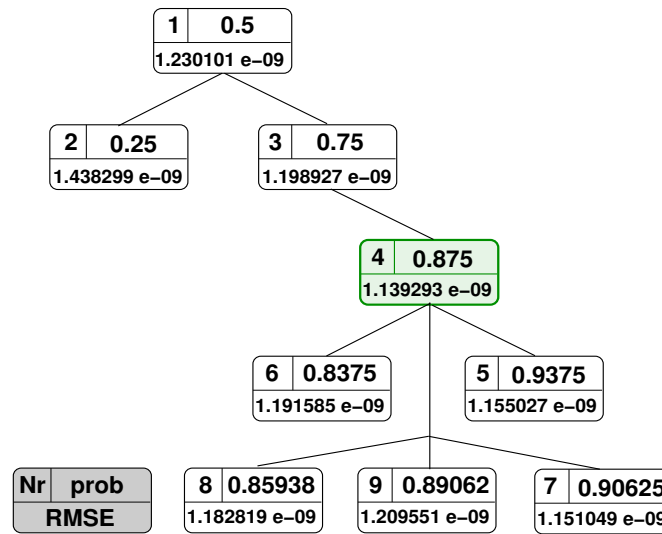 1 0.5
1.230101 e−09
2 0.25
1.438299 e−09
3 0.75
1.198927 e−09
4 0.875
1.139293 e−09
6 0.8375
1.191585 e−09
5 0.9375
1.155027 e−09
Nr prob
RMSE
8 0.85938
1.182819 e−09
9 0.89062
1.209551 e−09
7 0.90625
1.151049 e−09